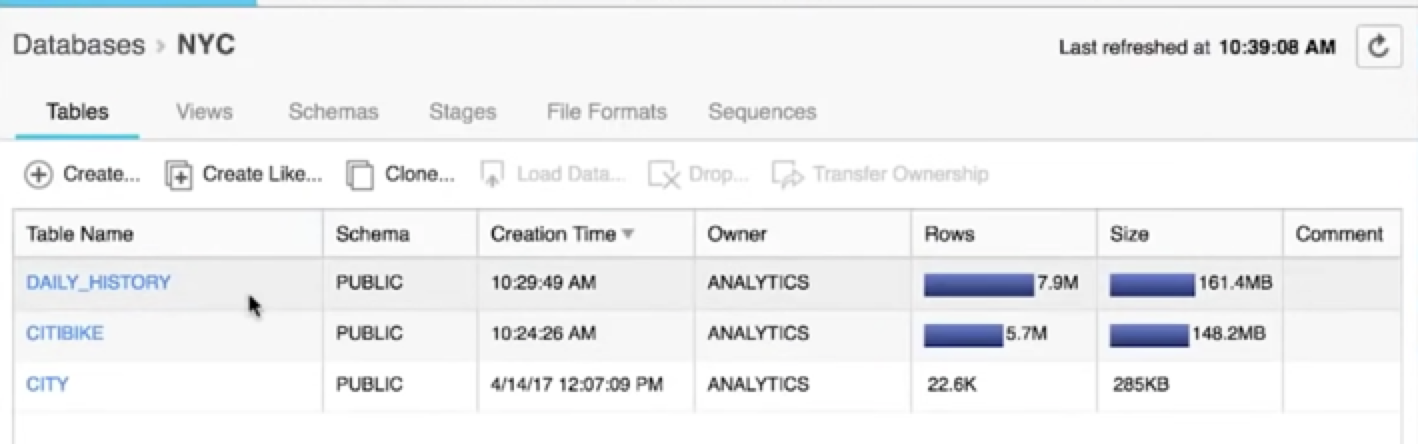 Databases › NYC
Last refreshed at 10:39:08 AM
Tables Views Schemas Stages File Formats Sequences
Create... Create Like... Clone... Load Data... Drop... Transfer Ownership
Table Name Schema Creation Time Owner Rows Size Comment
DAILY_HISTORY PUBLIC 10:29:49 AM ANALYTICS 7.9M 161.4MB
CITIBIKE PUBLIC 10:24:26 AM ANALYTICS 5.7M 148.2MB
CITY PUBLIC 4/14/17 12:07:09 PM ANALYTICS 22.6K 285KB